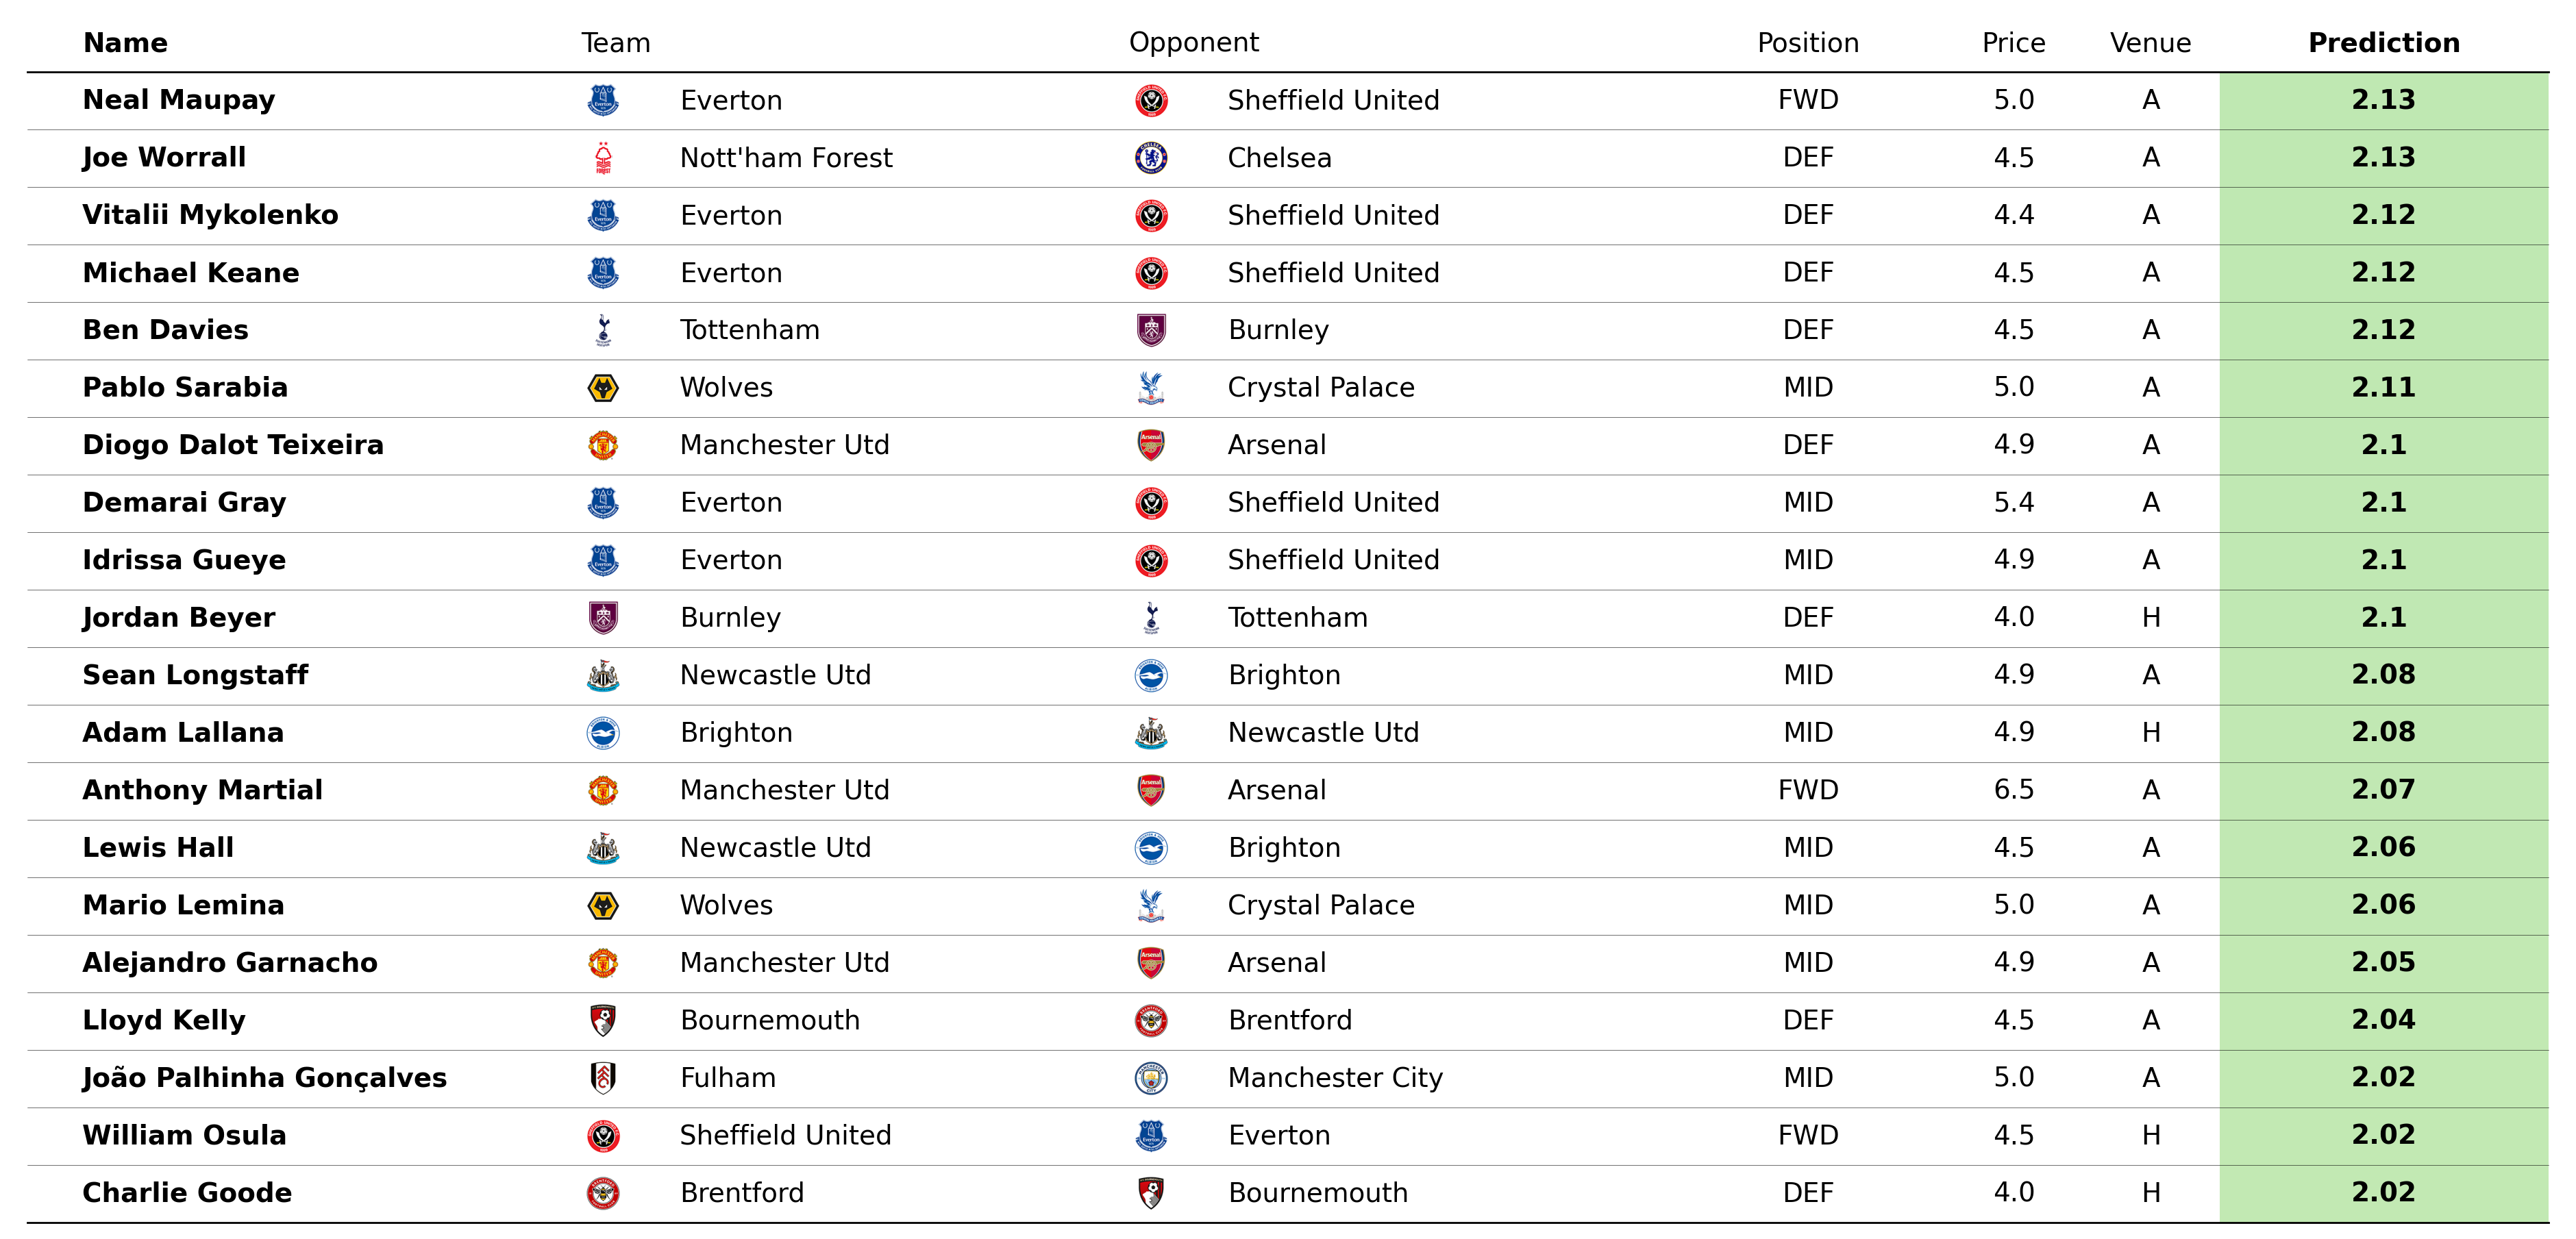 Name Team Opponent Position Price Venue Prediction
Neal Maupay Everton Sheffield United FWD 5.0 A 2.13
Joe Worrall Nott'ham Forest Chelsea DEF 4.5 A 2.13
Vitalii Mykolenko Everton Sheffield United DEF 4.4 A 2.12
Michael Keane Everton Sheffield United DEF 4.5 A 2.12
Ben Davies Tottenham Burnley DEF 4.5 A 2.12
Pablo Sarabia Wolves Crystal Palace MID 5.0 A 2.11
Diogo Dalot Teixeira Manchester Utd Arsenal DEF 4.9 A 2.1
Demarai Gray Everton Sheffield United MID 5.4 A 2.1
Idrissa Gueye Everton Sheffield United MID 4.9 A 2.1
Jordan Beyer Burnley Tottenham DEF 4.0 H 2.1
Sean Longstaff Newcastle Utd Brighton MID 4.9 A 2.08
Adam Lallana Brighton Newcastle Utd MID 4.9 H 2.08
Anthony Martial Manchester Utd Arsenal FWD 6.5 A 2.07
Lewis Hall Newcastle Utd Brighton MID 4.5 A 2.06
Mario Lemina Wolves Crystal Palace MID 5.0 A 2.06
Alejandro Garnacho Manchester Utd Arsenal MID 4.9 A 2.05
Lloyd Kelly Bournemouth Brentford DEF 4.5 A 2.04
João Palhinha Gonçalves Fulham Manchester City MID 5.0 A 2.02
William Osula Sheffield United Everton FWD 4.5 H 2.02
Charlie Goode Brentford Bournemouth DEF 4.0 H 2.02